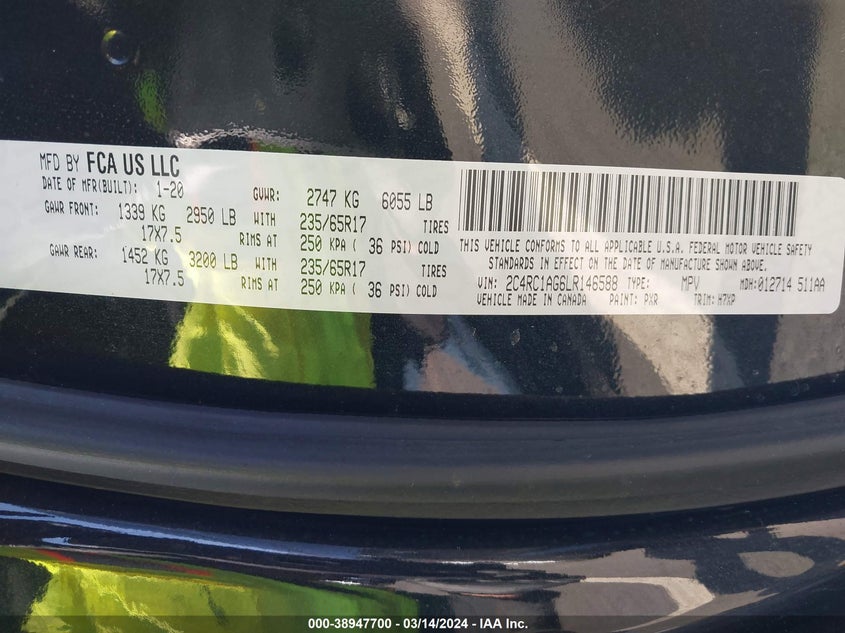 MFD BY FCA US LLC
DATE OF MFR(BUILT): 1-20 GVWR: 2747 KG 6055 LB
GAWR FRONT: 1339 KG 2950 LB WITH 235/65R17 TIRES
17X7.5 RIMS AT 250 KPA ( 36 PSI) COLD
GAWR REAR: 1452 KG 3200 LB WITH 235/65R17 TIRES
17X7.5 RIMS AT 250 KPA ( 36 PSI) COLD
THIS VEHICLE CONFORMS TO ALL APPLICABLE U.S.A. FEDERAL MOTOR VEHICLE SAFETY
STANDARDS IN EFFECT ON THE DATE OF MANUFACTURE SHOWN ABOVE.
VIN: 2C4RC1AG6LR146588 TYPE: MPV MDH:012714 511AA
VEHICLE MADE IN CANADA PAINT: PXR TRIM: H7XP
000-38947700 - 03/14/2024 - IAA Inc.